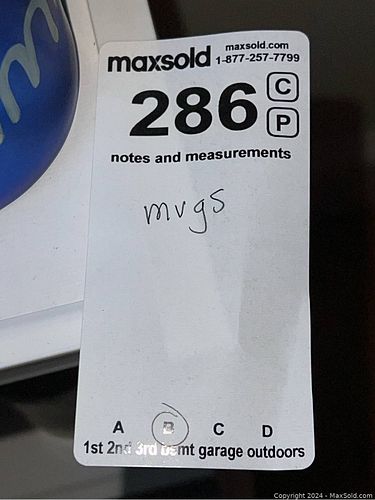 maxsold
maxsold.com
1-877-257-7799
286
C
P
notes and measurements
mvgs
A B C D
1st 2nd 3rd bsmt garage outdoors
Copyright 2024 - MaxSold.com